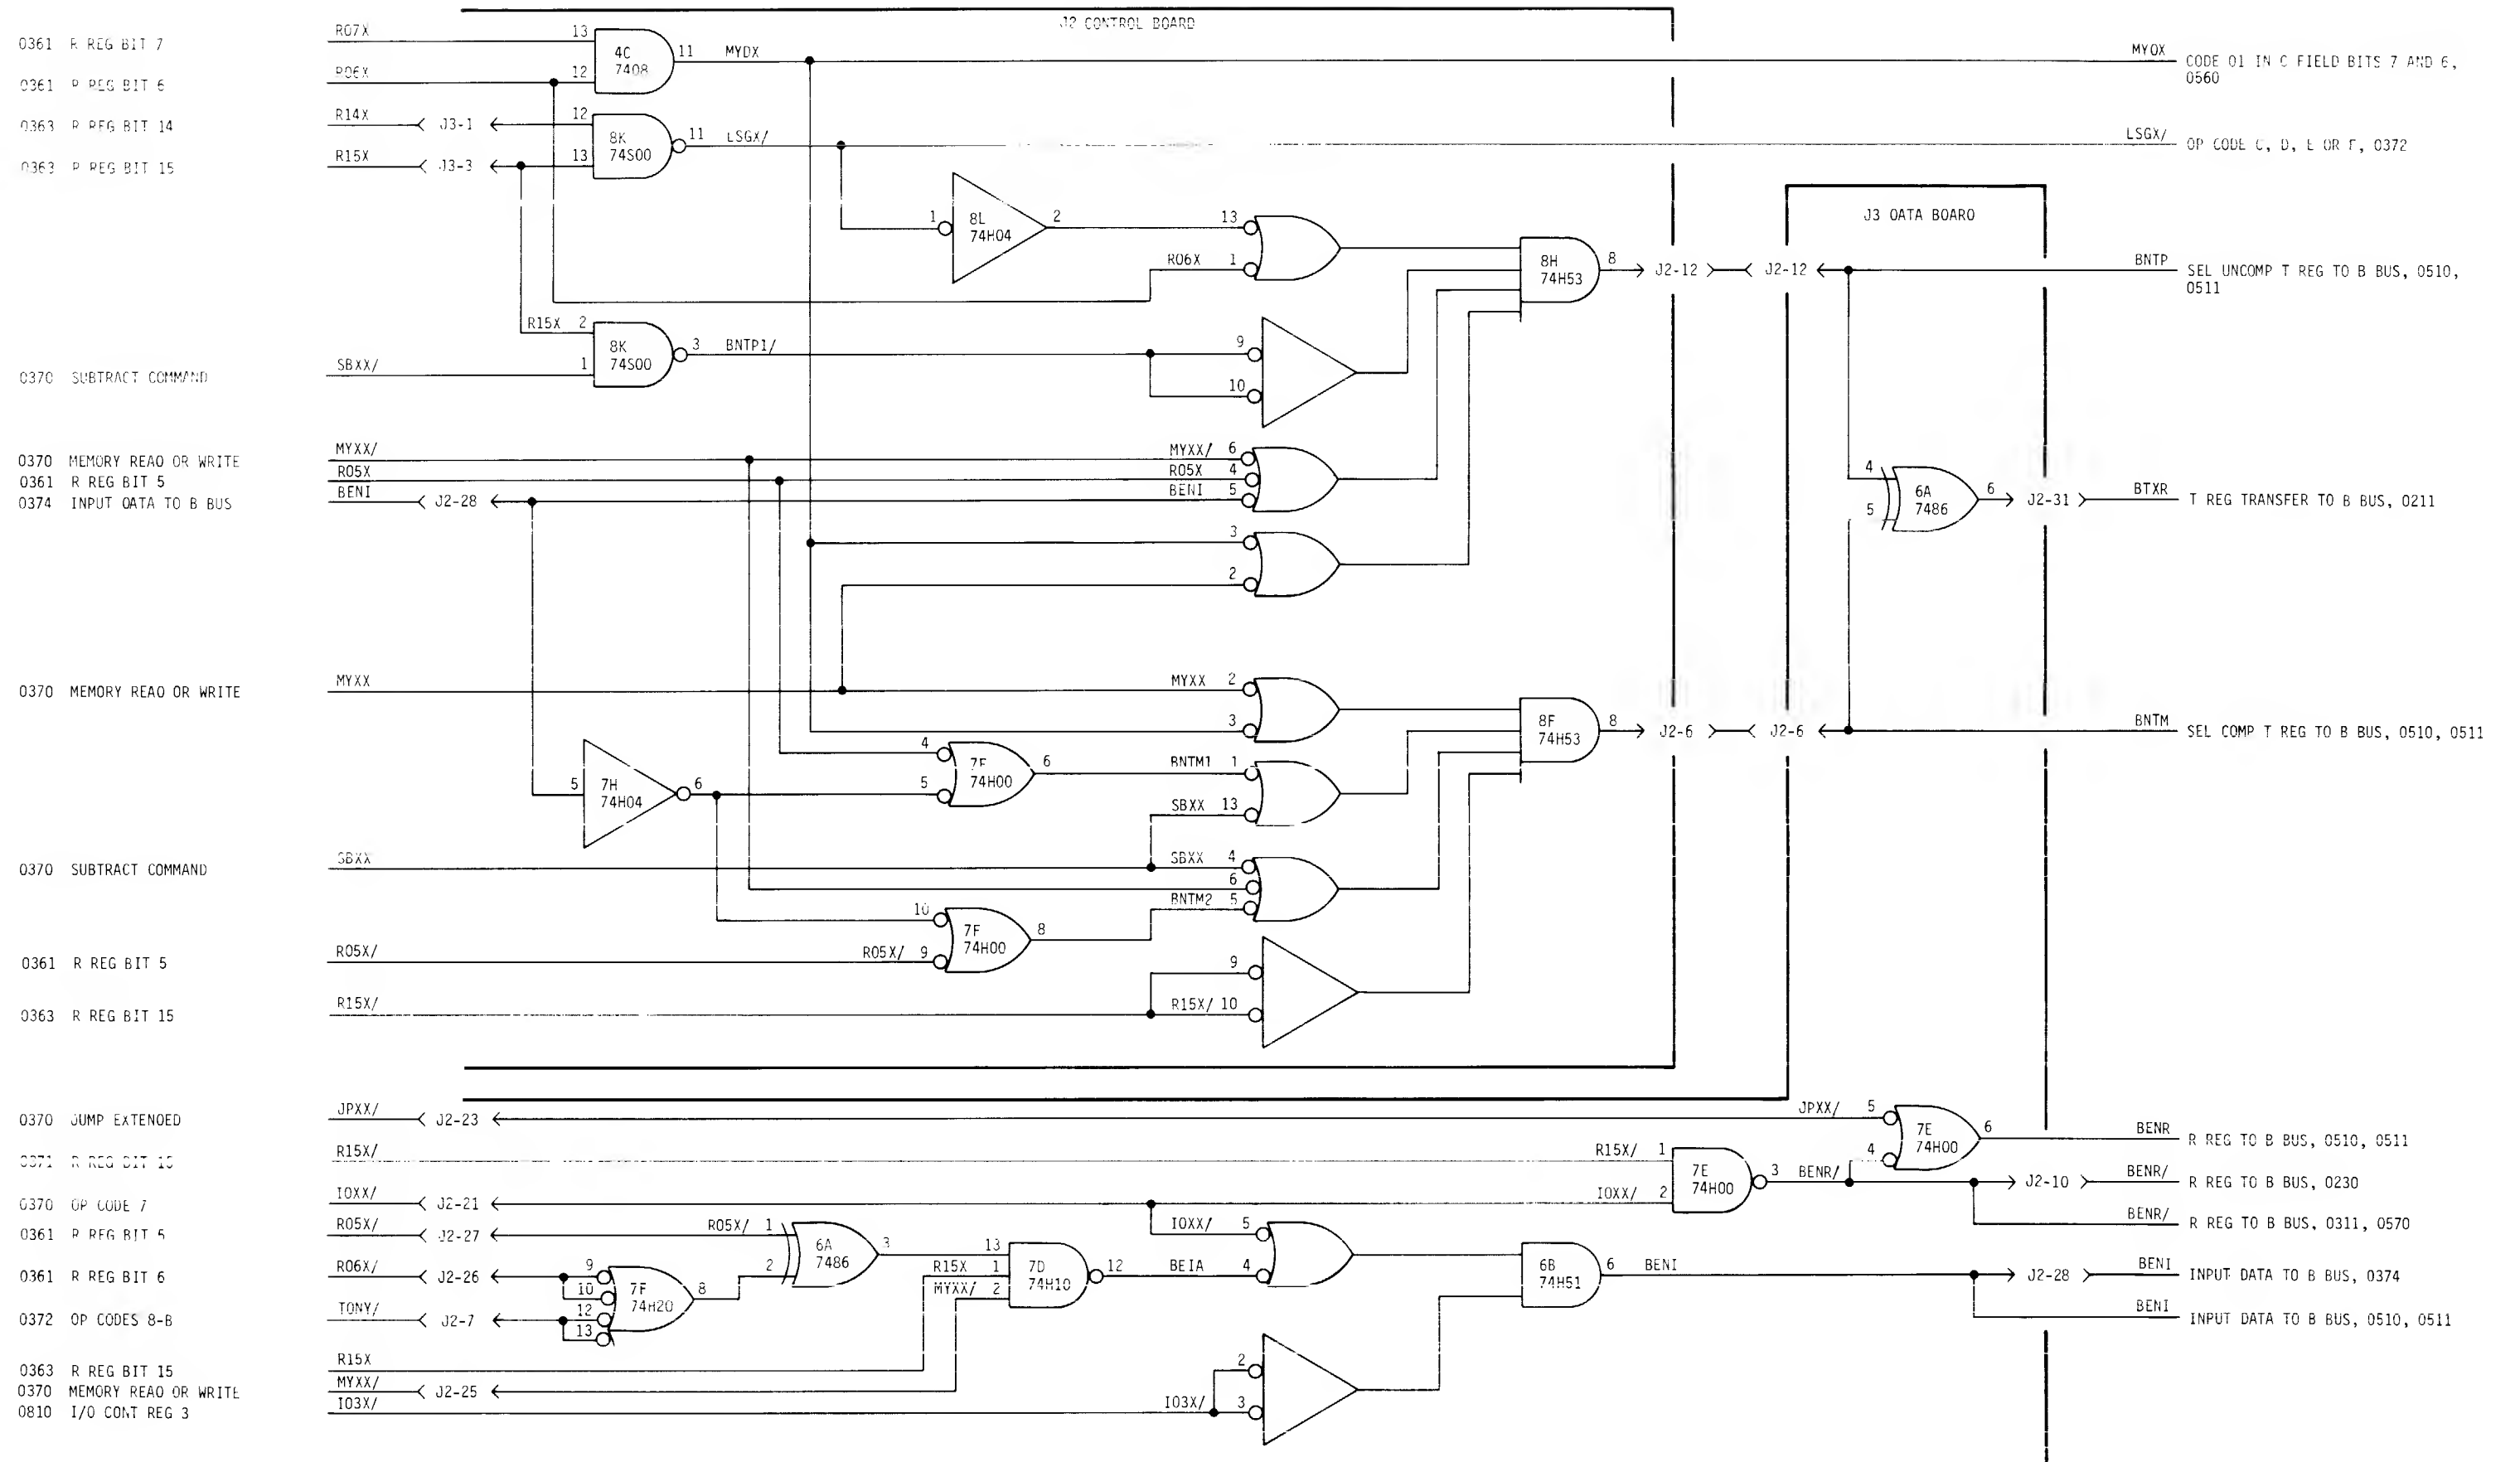 J2 CONTROL BOARD
0361 R REG BIT 7
R07X
13
4C
7408
11
MYDX
MYOX
CODE 01 IN C FIELD BITS 7 AND 6,
0560
0361 R REG BIT 6
R06X
12
0363 R REG BIT 14
R14X
J3-1
12
8K
74S00
11
LSGX/
LSGX/
OP CODE C, D, E OR F, 0372
0363 R REG BIT 15
R15X
J3-3
13
J3 OATA BOARO
1
8L
74H04
2
13
R06X 1
8H
74H53
8
J2-12
J2-12
BNTP
SEL UNCOMP T REG TO B BUS, 0510,
0511
R15X 2
8K
74S00
3
BNTP1/
9
10
0370 SUBTRACT COMMAND
SBXX/
1
0370 MEMORY REAO OR WRITE
MYXX/
MYXX/ 6
0361 R REG BIT 5
R05X
R05X 4
0374 INPUT OATA TO B BUS
BENI
J2-28
BENI 5
4
5
6A
7486
6
J2-31
BTXR
T REG TRANSFER TO B BUS, 0211
3
2
0370 MEMORY REAO OR WRITE
MYXX
MYXX 2
3
8F
74H53
8
J2-6
J2-6
BNTM
SEL COMP T REG TO B BUS, 0510, 0511
5
7H
74H04
6
4
5
7F
74H00
6
BNTM1 1
SBXX 13
0370 SUBTRACT COMMAND
SBXX
SBXX 4
6
BNTM2 5
10
7F
74H00
8
0361 R REG BIT 5
R05X/
R05X/ 9
9
0363 R REG BIT 15
R15X/
R15X/ 10
0370 JUMP EXTENOED
JPXX/
J2-23
JPXX/ 5
7E
74H00
6
BENR
R REG TO B BUS, 0510, 0511
0371 R REG BIT 15
R15X/
R15X/ 1
4
7E
74H00
3
BENR/
J2-10
BENR/
R REG TO B BUS, 0230
0370 OP CODE 7
IOXX/
J2-21
IOXX/ 2
BENR/
R REG TO B BUS, 0311, 0570
0361 R REG BIT 5
R05X/
J2-27
R05X/ 1
2
6A
7486
3
IOXX/ 5
13
R15X 1
MYXX/ 2
7D
74H10
12
BEIA 4
6B
74H51
6
BENI
J2-28
BENI
INPUT DATA TO B BUS, 0374
0361 R REG BIT 6
R06X/
J2-26
9
10
12
13
7F
74H20
8
0372 OP CODES 8-B
TONY/
J2-7
BENI
INPUT DATA TO B BUS, 0510, 0511
0363 R REG BIT 15
R15X
0370 MEMORY REAO OR WRITE
MYXX/
J2-25
2
0810 I/O CONT REG 3
IO3X/
IO3X/ 3